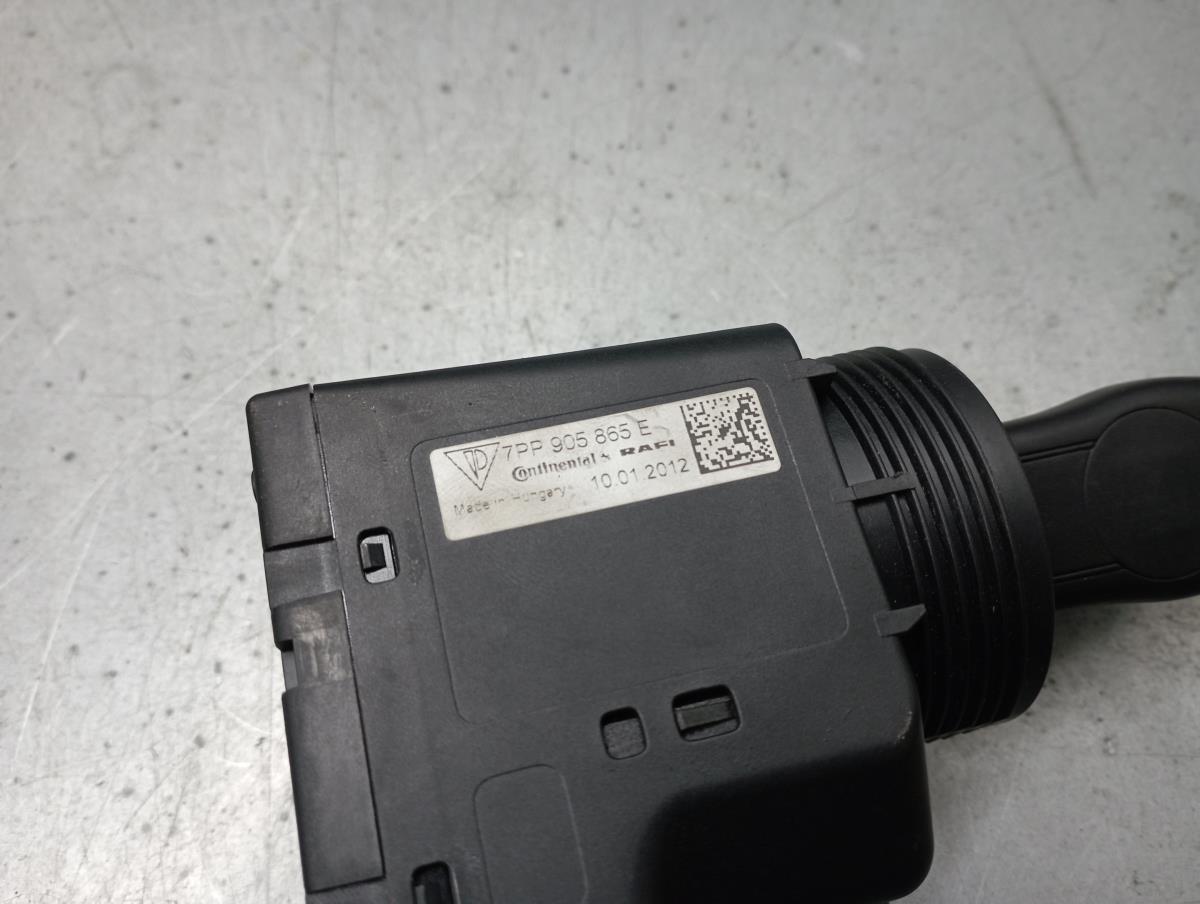 7PP 905 865 E
Continental & RAFI
Made in Hungary 10.01.2012